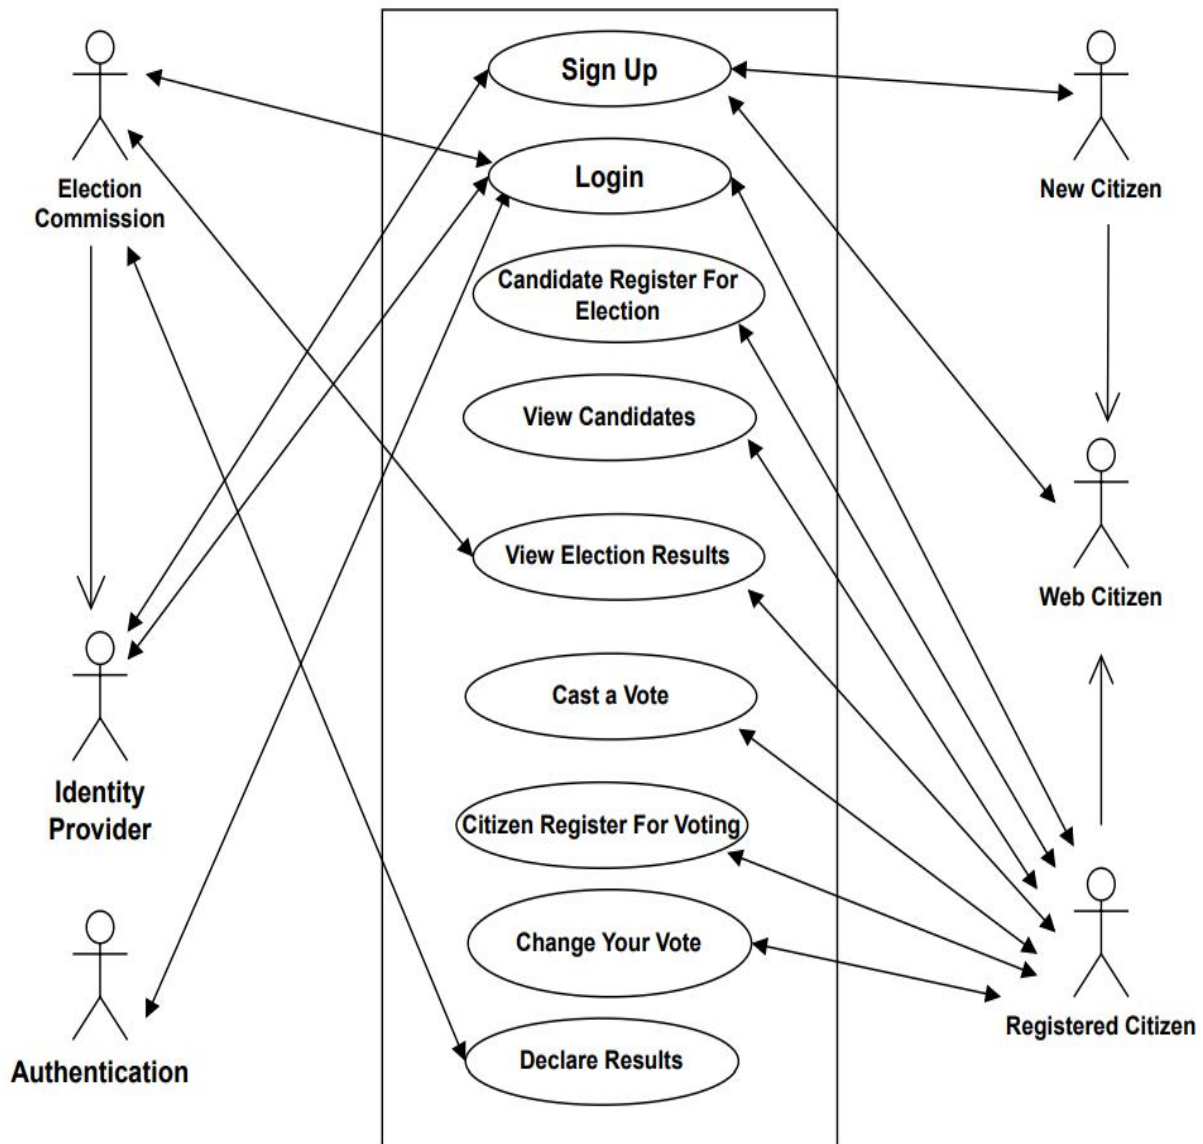 Sign Up
Login
Election
Commission
New Citizen
Candidate Register For
Election
View Candidates
View Election Results
Web Citizen
Cast a Vote
Identity
Provider
Citizen Register For Voting
Change Your Vote
Registered Citizen
Declare Results
Authentication